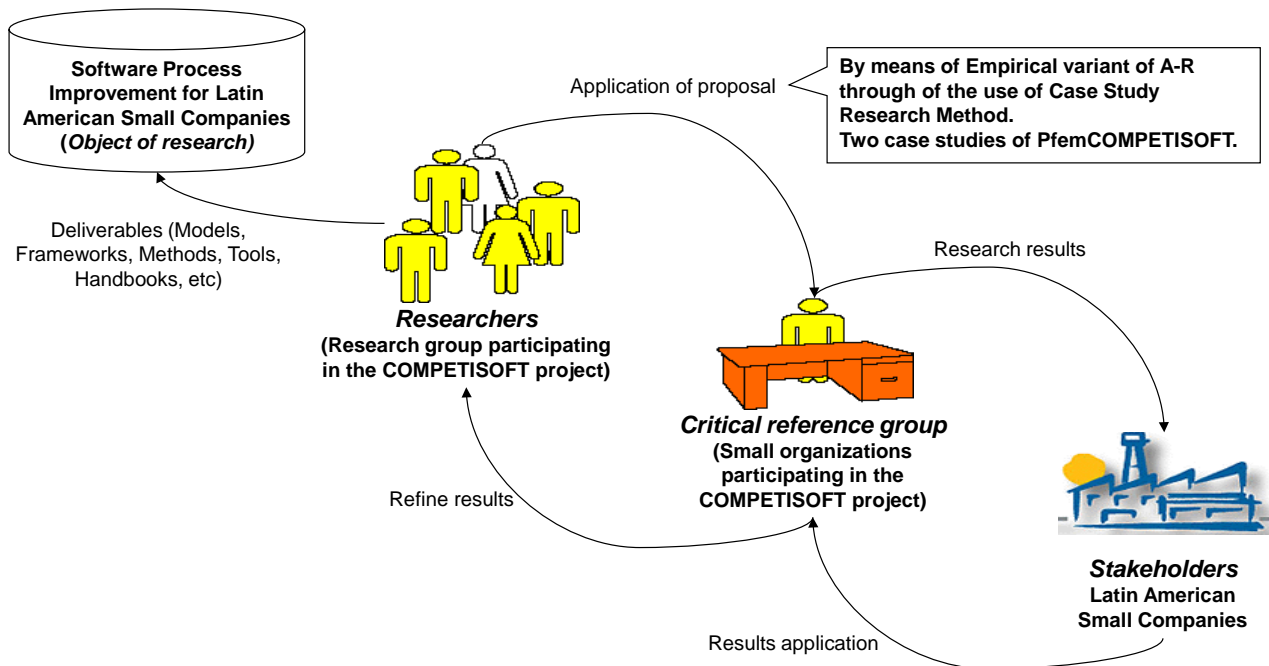 Software Process
Improvement for Latin
American Small Companies
(Object of research)
Application of proposal
By means of Empirical variant of A-R
through of the use of Case Study
Research Method.
Two case studies of PfemCOMPETISOFT.
Deliverables (Models,
Frameworks, Methods, Tools,
Handbooks, etc)
Researchers
(Research group participating
in the COMPETISOFT project)
Research results
Critical reference group
(Small organizations
participating in the
COMPETISOFT project)
Refine results
Stakeholders
Latin American
Small Companies
Results application